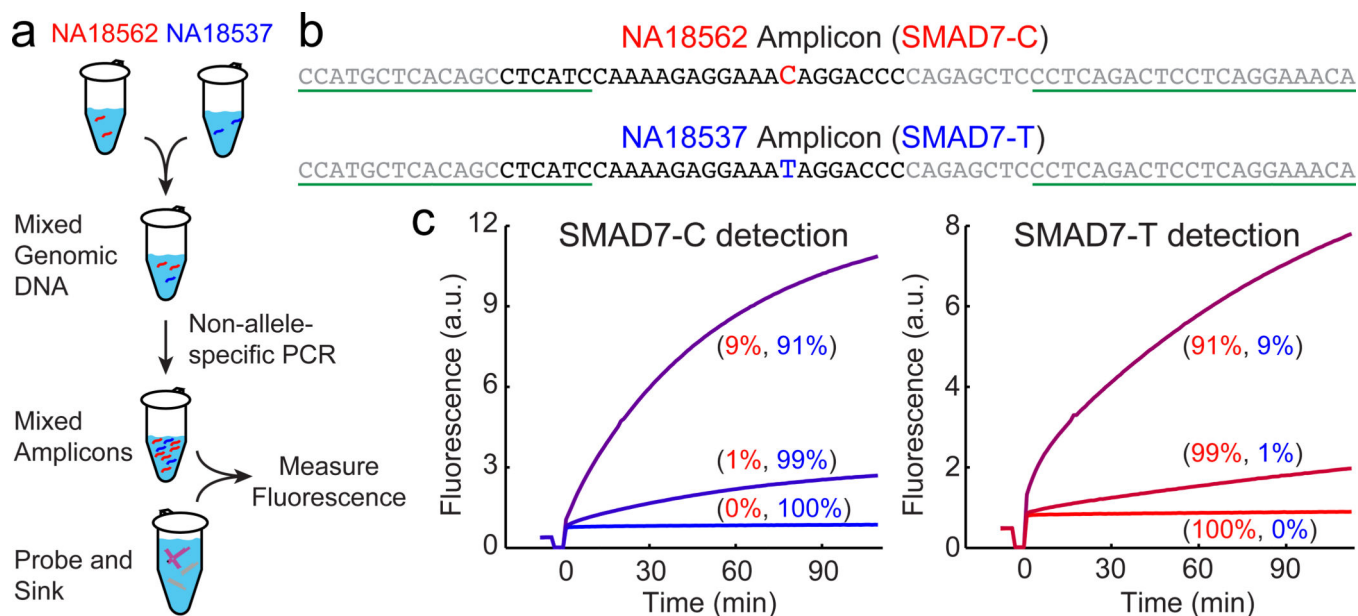 a
NA18562 NA18537
Mixed
Genomic
DNA
Non-allele-
specific PCR
Mixed
Amplicons
Measure
Fluorescence
Probe and
Sink
b
NA18562 Amplicon (SMAD7-C)
CCATGCTCACAGCCTCATCCAAAAGAGGAAACAGGACCCCAGAGCTCCCTCAGACTCCTCAGGAAACA
NA18537 Amplicon (SMAD7-T)
CCATGCTCACAGCCTCATCCAAAAGAGGAAATAGGACCCCAGAGCTCCCTCAGACTCCTCAGGAAACA
c
SMAD7-C detection
Fluorescence (a.u.)
12
9
6
3
0
(9%, 91%)
(1%, 99%)
(0%, 100%)
0 30 60 90
Time (min)
SMAD7-T detection
Fluorescence (a.u.)
8
6
4
2
0
(91%, 9%)
(99%, 1%)
(100%, 0%)
0 30 60 90
Time (min)